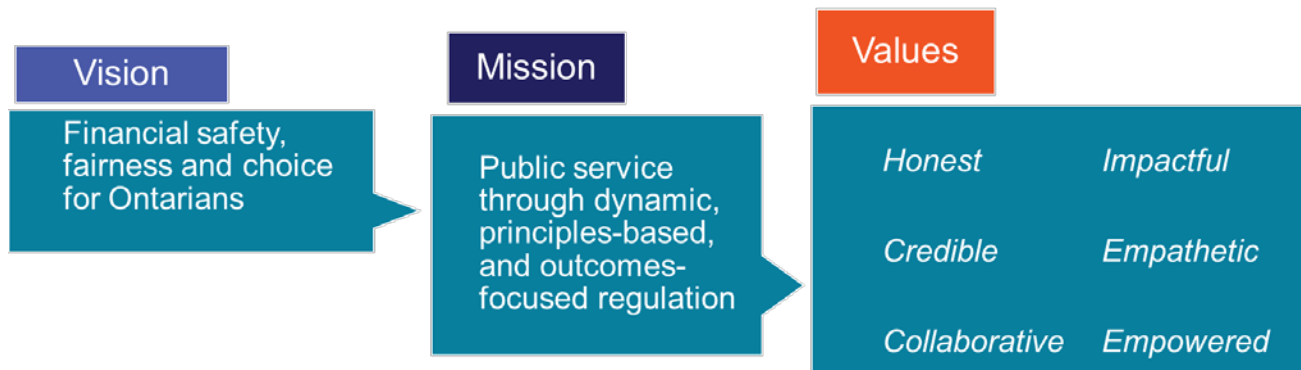 Vision
Financial safety,
fairness and choice
for Ontarians
Mission
Public service
through dynamic,
principles-based,
and outcomes-
focused regulation
Values
Honest Impactful
Credible Empathetic
Collaborative Empowered